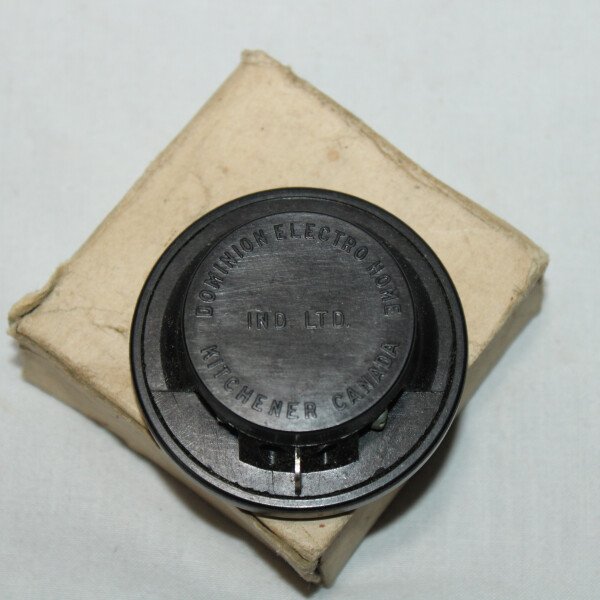 DOMINION ELECTRO HOME
IND. LTD.
KITCHENER CANADA